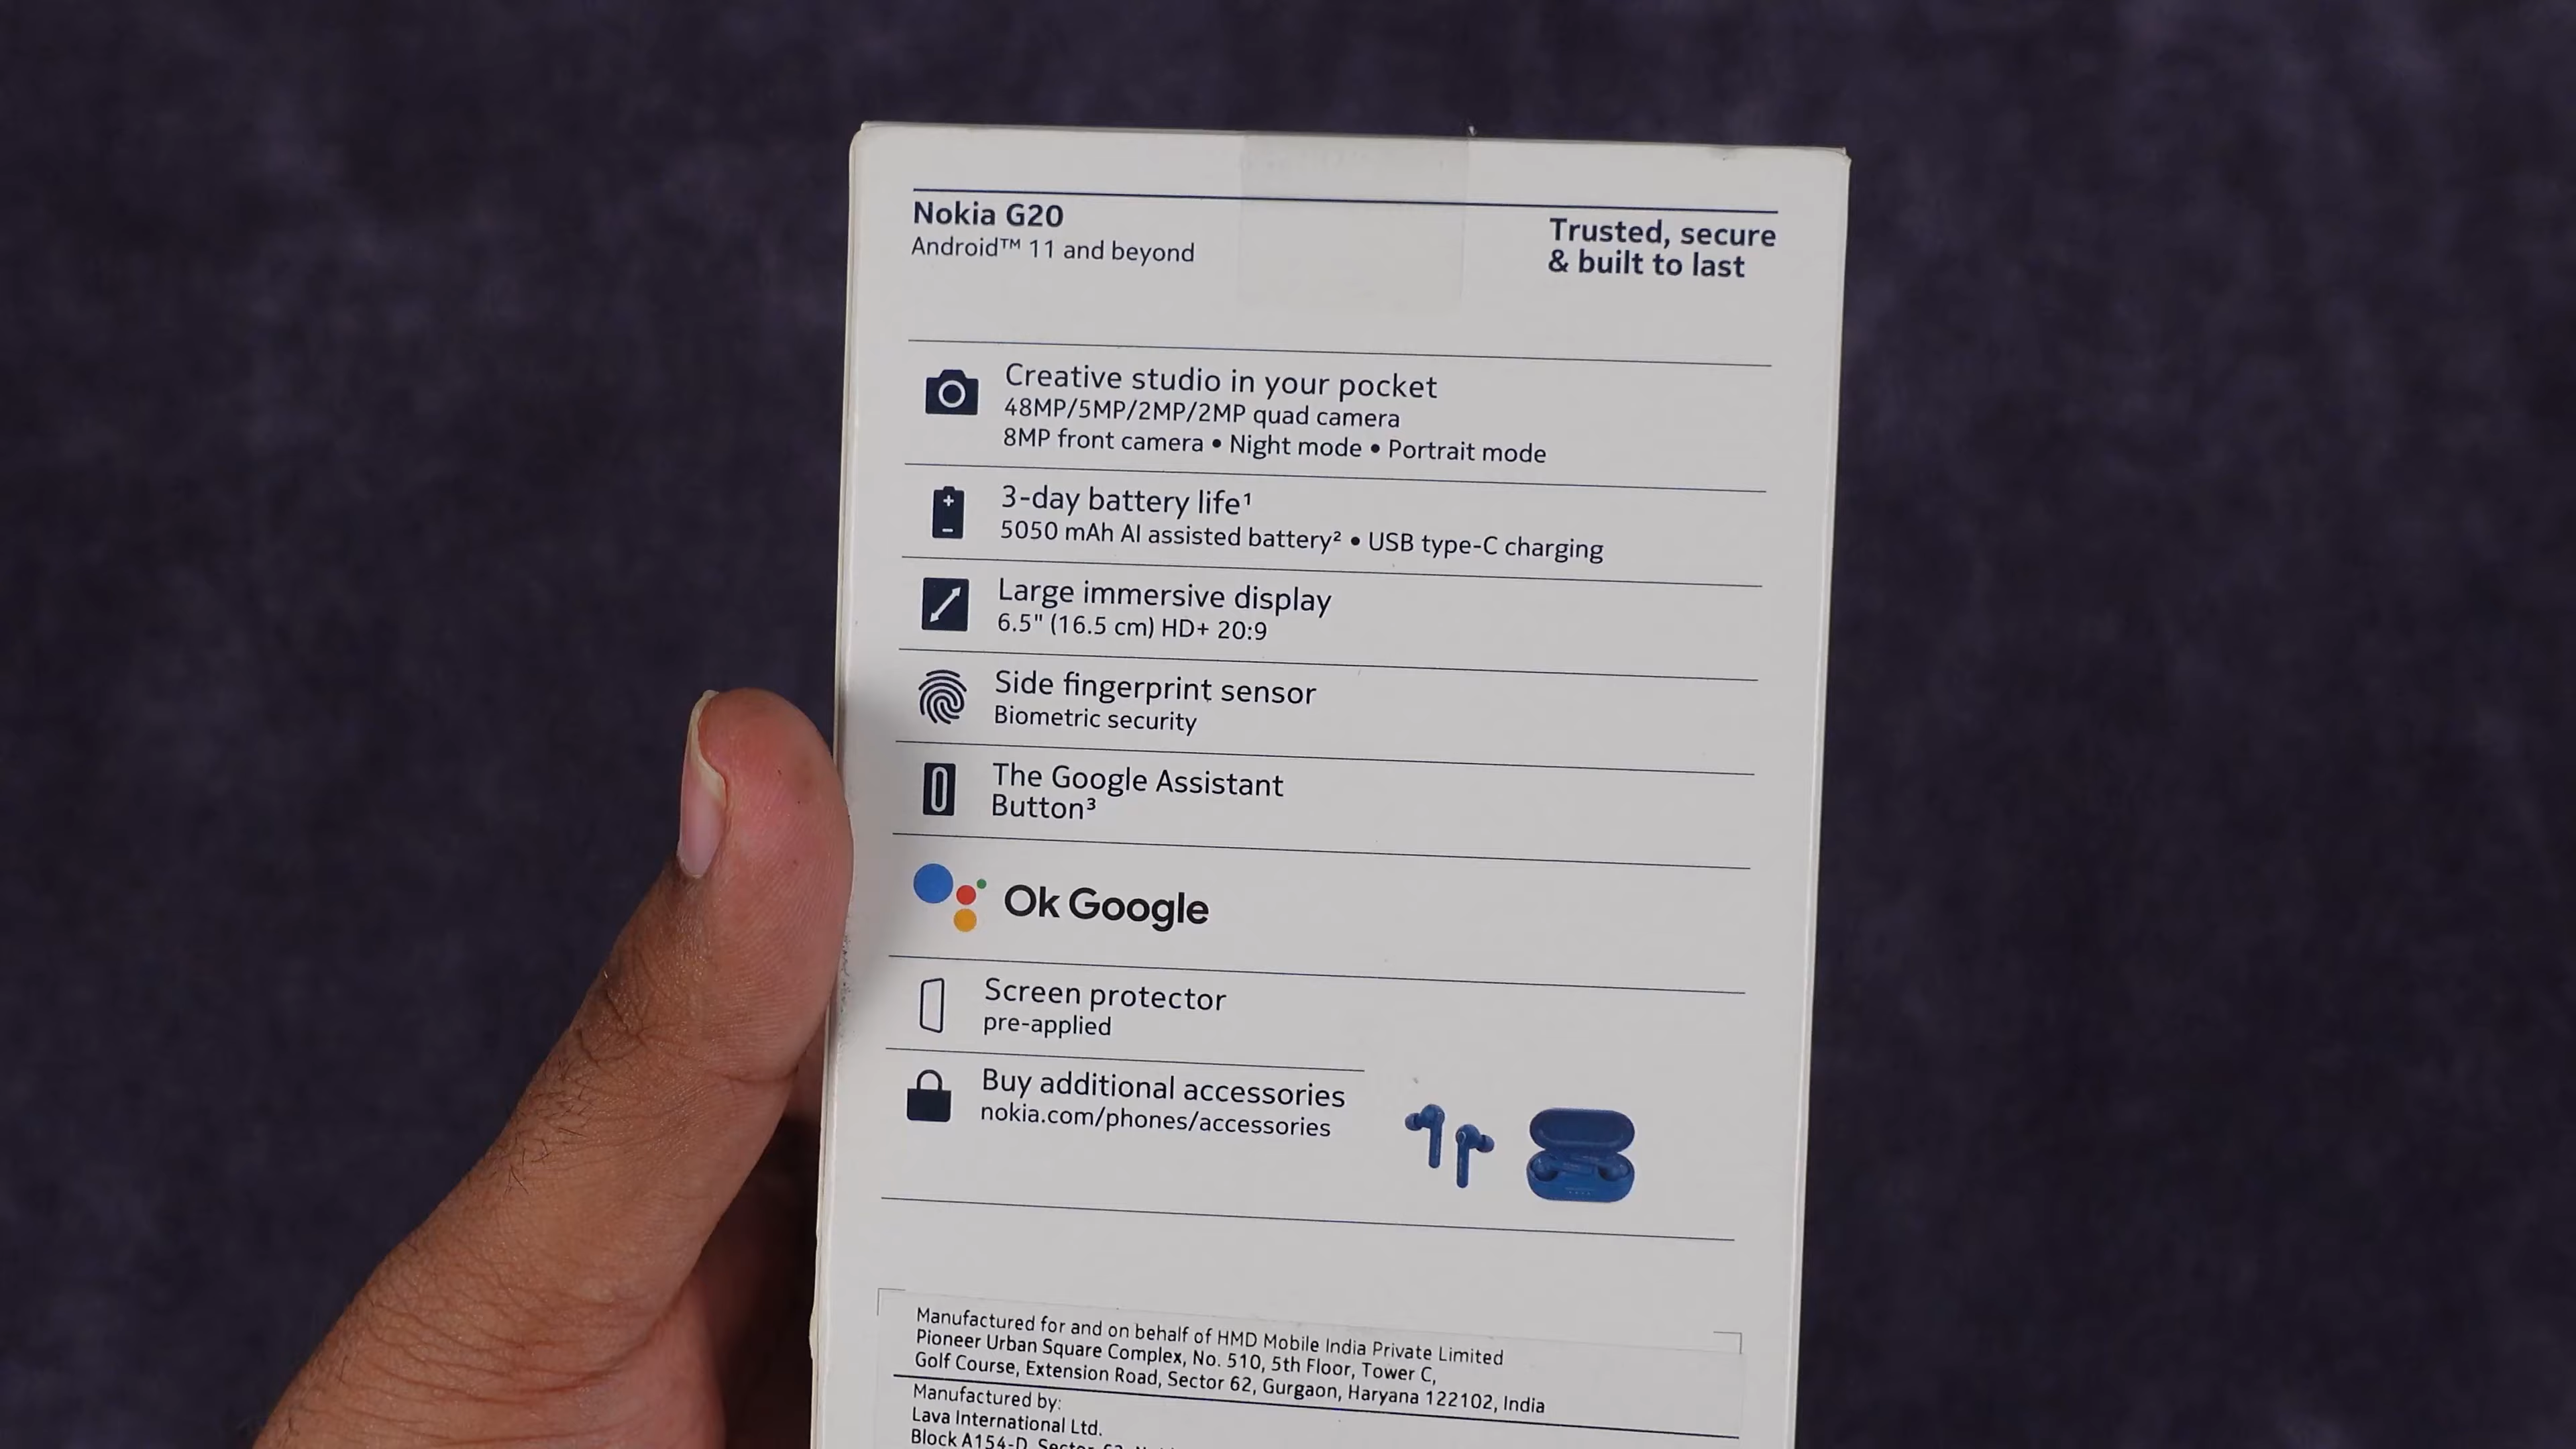 Nokia G20
Android™ 11 and beyond
Trusted, secure
& built to last
Creative studio in your pocket
48MP/5MP/2MP/2MP quad camera
8MP front camera • Night mode • Portrait mode
3-day battery life¹
5050 mAh AI assisted battery² • USB type-C charging
Large immersive display
6.5" (16.5 cm) HD+ 20:9
Side fingerprint sensor
Biometric security
The Google Assistant
Button³
Ok Google
Screen protector
pre-applied
Buy additional accessories
nokia.com/phones/accessories
Manufactured for and on behalf of HMD Mobile India Private Limited
Pioneer Urban Square Complex, No. 510, 5th Floor, Tower C,
Golf Course, Extension Road, Sector 62, Gurgaon, Haryana 122102, India
Manufactured by:
Lava International Ltd.
Block A154-D, Sector